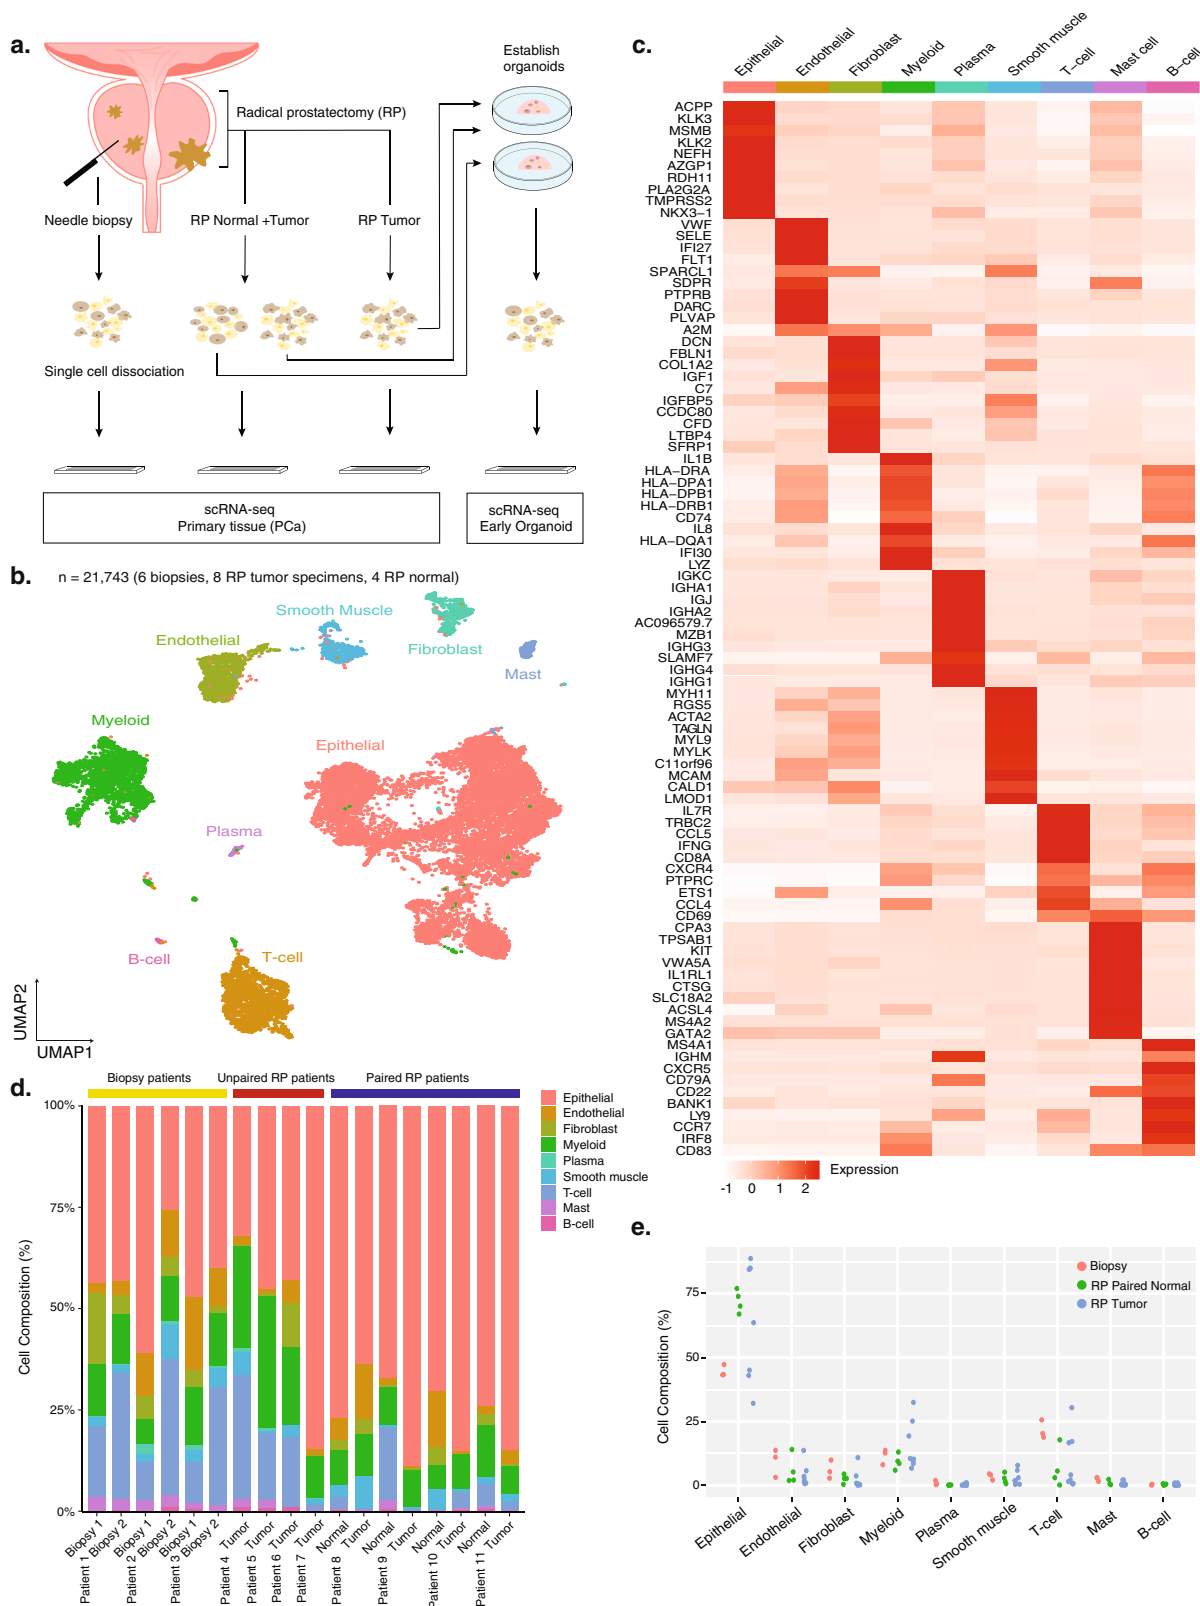 a.
Establish
organoids
Radical prostatectomy (RP)
Needle biopsy
RP Normal +Tumor
RP Tumor
Single cell dissociation
scRNA-seq
Primary tissue (PCa)
scRNA-seq
Early Organoid
b.
n = 21,743 (6 biopsies, 8 RP tumor specimens, 4 RP normal)
Smooth Muscle
Endothelial
Fibroblast
Mast
Myeloid
Epithelial
Plasma
B-cell
T-cell
UMAP2
UMAP1
c.
Epithelial
Endothelial
Fibroblast
Myeloid
Plasma
Smooth muscle
T-cell
Mast cell
B-cell
ACPP
KLK3
MSMB
KLK2
NEFH
AZGP1
RDH11
PLA2G2A
TMPRSS2
NKX3-1
VWF
SELE
IFI27
FLT1
SPARCL1
SDPR
PTPRB
DARC
PLVAP
A2M
DCN
FBLN1
COL1A2
IGF1
C7
IGFBP5
CCDC80
CFD
LTBP4
SFRP1
IL1B
HLA-DRA
HLA-DPA1
HLA-DPB1
HLA-DRB1
CD74
IL8
HLA-DQA1
IFI30
LYZ
IGKC
IGHA1
IGJ
IGHA2
AC096579.7
MZB1
IGHG3
SLAMF7
IGHG4
IGHG1
MYH11
RGS5
ACTA2
TAGLN
MYL9
MYLK
C11orf96
MCAM
CALD1
LMOD1
IL7R
TRBC2
CCL5
IFNG
CD8A
CXCR4
PTPRC
ETS1
CCL4
CD69
CPA3
TPSAB1
KIT
VWA5A
IL1RL1
CTSG
SLC18A2
ACSL4
MS4A2
GATA2
MS4A1
IGHM
CXCR5
CD79A
CD22
BANK1
LY9
CCR7
IRF8
CD83
Expression
-1 0 1 2
d.
Biopsy patients
Unpaired RP patients
Paired RP patients
Cell Composition (%)
100%
75%
50%
25%
0%
Epithelial
Endothelial
Fibroblast
Myeloid
Plasma
Smooth muscle
T-cell
Mast
B-cell
Patient 1
Biopsy 1
Biopsy 2
Patient 2
Biopsy 1
Biopsy 2
Patient 3
Biopsy 1
Biopsy 2
Patient 4
Tumor
Patient 5
Tumor
Patient 6
Tumor
Patient 7
Tumor
Patient 8
Normal
Tumor
Patient 9
Normal
Tumor
Patient 10
Normal
Tumor
Patient 11
Normal
Tumor
e.
Cell Composition (%)
75
50
25
0
Biopsy
RP Paired Normal
RP Tumor
Epithelial
Endothelial
Fibroblast
Myeloid
Plasma
Smooth muscle
T-cell
Mast
B-cell